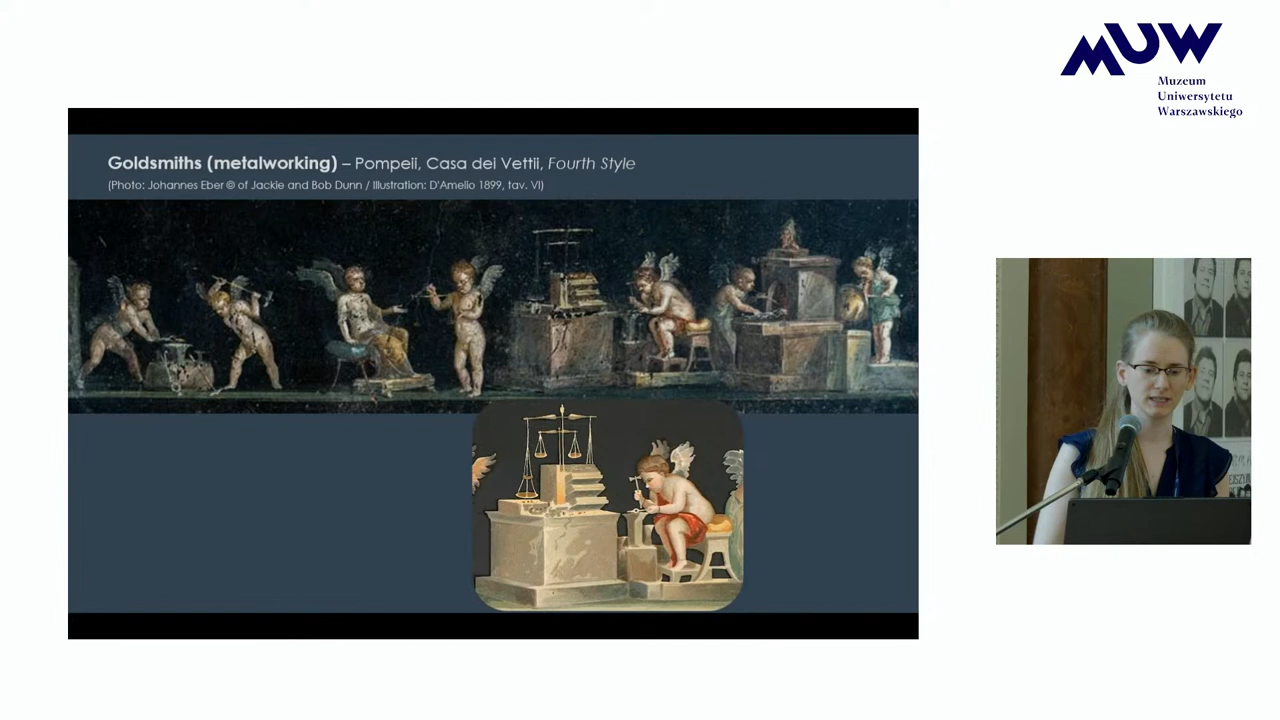 MUW
Muzeum
Uniwersytetu
Warszawskiego
Goldsmiths (metalworking) – Pompeii, Casa dei Vettii, Fourth Style
(Photo: Johannes Eber © of Jackie and Bob Dunn / Illustration: D'Amelio 1899, tav. VI)